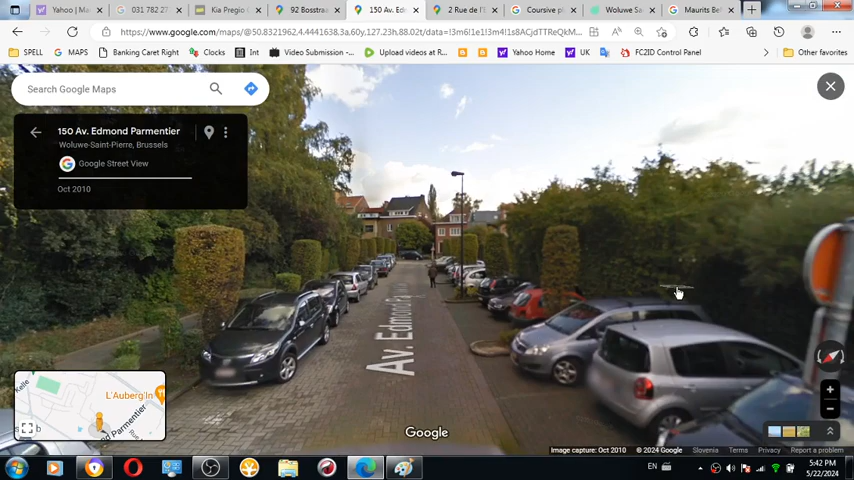 Yahoo | Ma
031 782 27
Kia Pregio C
92 Bosstraa
150 Av. Edm
2 Rue de l'
Coursive pl
Woluwe Sa
Maurits Be
https://www.google.com/maps/@50.8321962,4.4441638,3a,60y,127.23h,88.02t/data=!3m6!1e1!3m4!1s8ACjdTTReQkM...
SPELL
MAPS
Banking Caret Right
Clocks
Int
Video Submission -...
Upload videos at R...
Yahoo Home
UK
FC2ID Control Panel
Other favorites
Search Google Maps
150 Av. Edmond Parmentier
Woluwe-Saint-Pierre, Brussels
Google Street View
Oct 2010
Av. Edmond Pa
Kelle
L'Auberg'In
Parmentier
Google
Image capture: Oct 2010 © 2024 Google Slovenia Terms Privacy Report a problem
EN
5:42 PM
5/22/2024